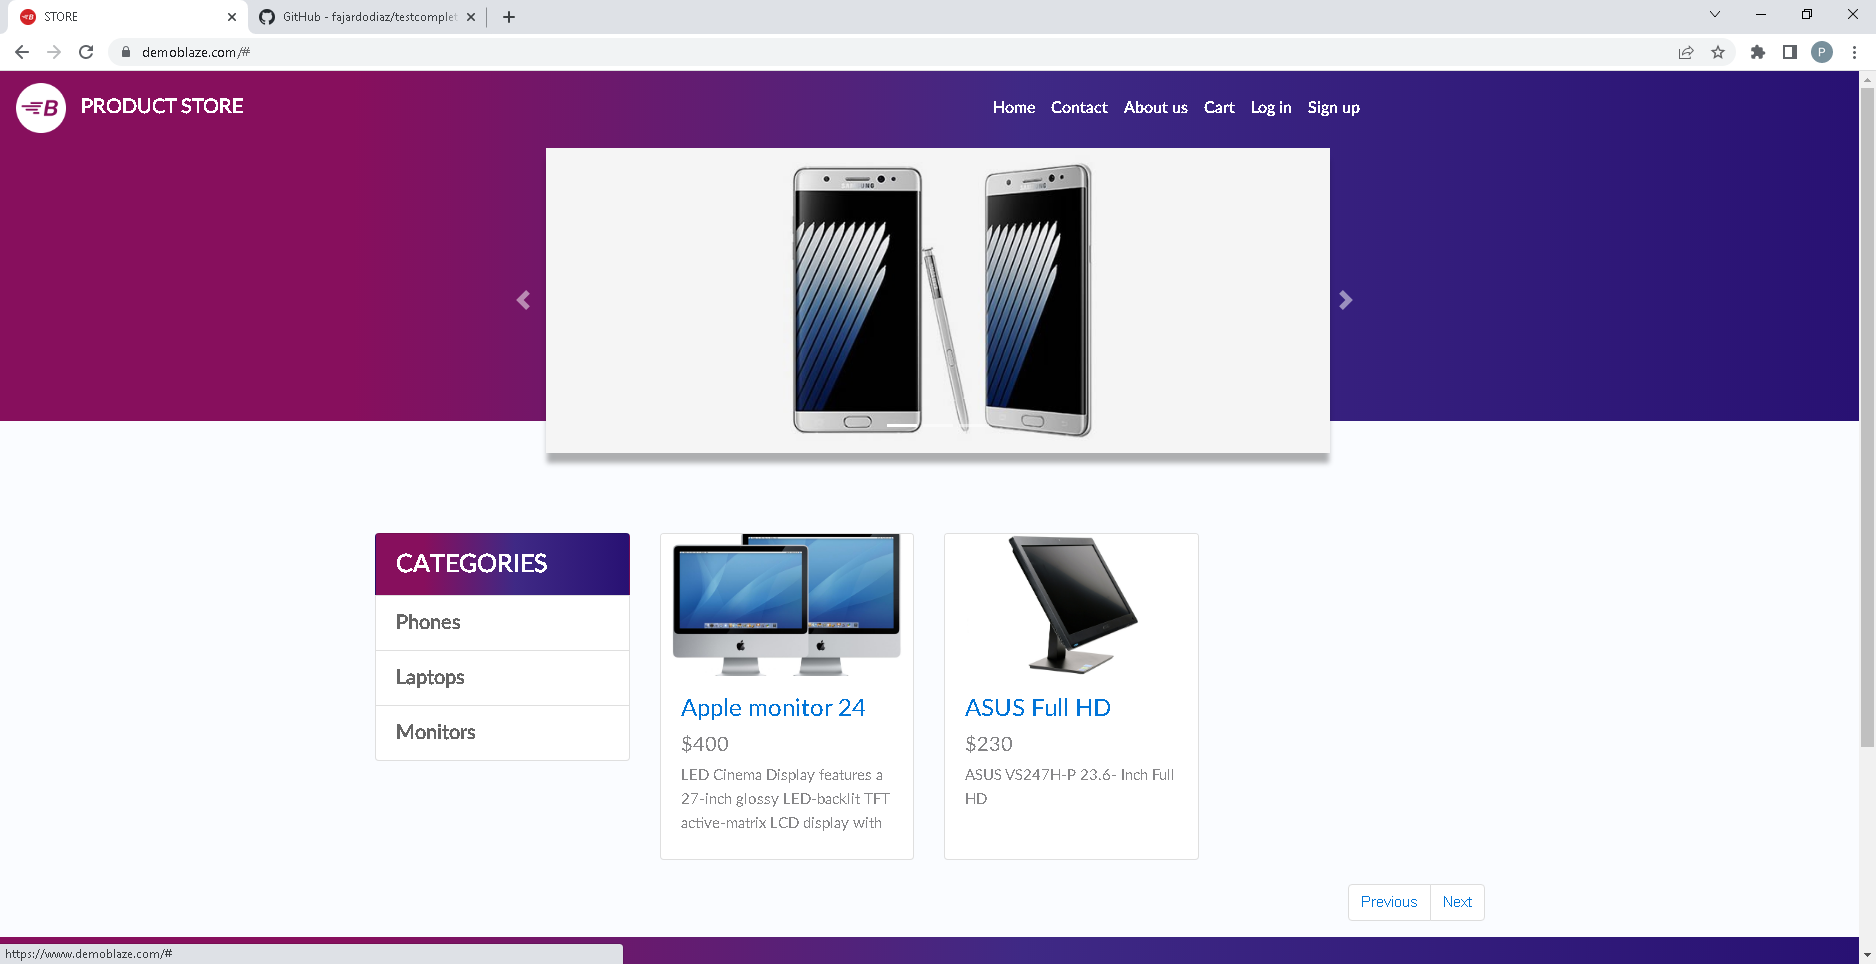 STORE
GitHub - fajardodiaz/testcomplet
demoblaze.com/#
P
B PRODUCT STORE
Home Contact About us Cart Log in Sign up
SAMSUNG SAMSUNG
CATEGORIES
Phones
Laptops
Monitors
Apple monitor 24
$400
LED Cinema Display features a
27-inch glossy LED-backlit TFT
active-matrix LCD display with
ASUS Full HD
$230
ASUS VS247H-P 23.6- Inch Full
HD
Previous Next
https://www.demoblaze.com/#